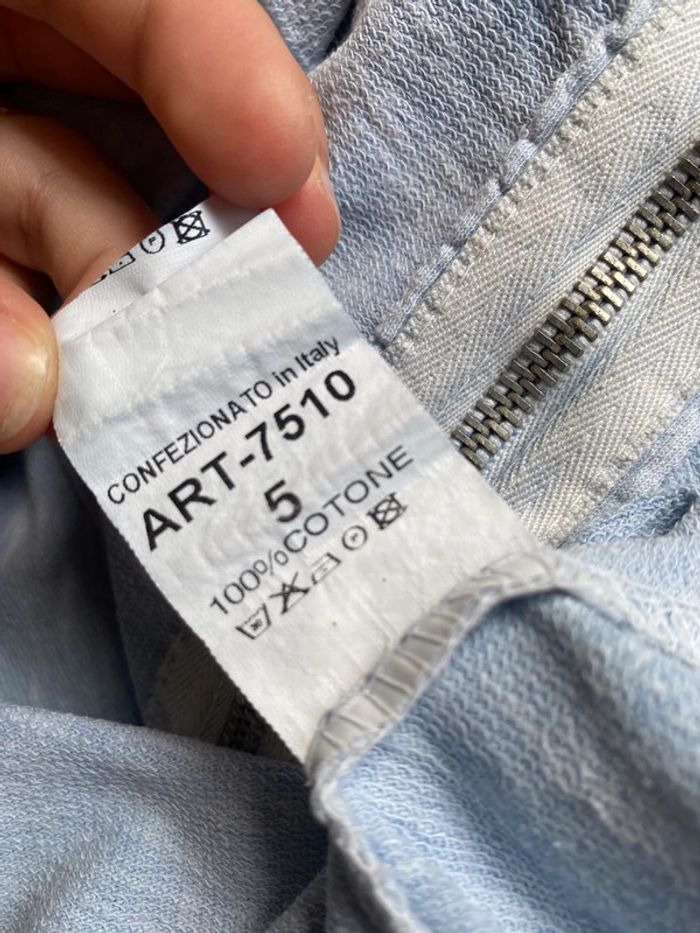 CONFEZIONATO in Italy
ART-7510
5
100%COTONE